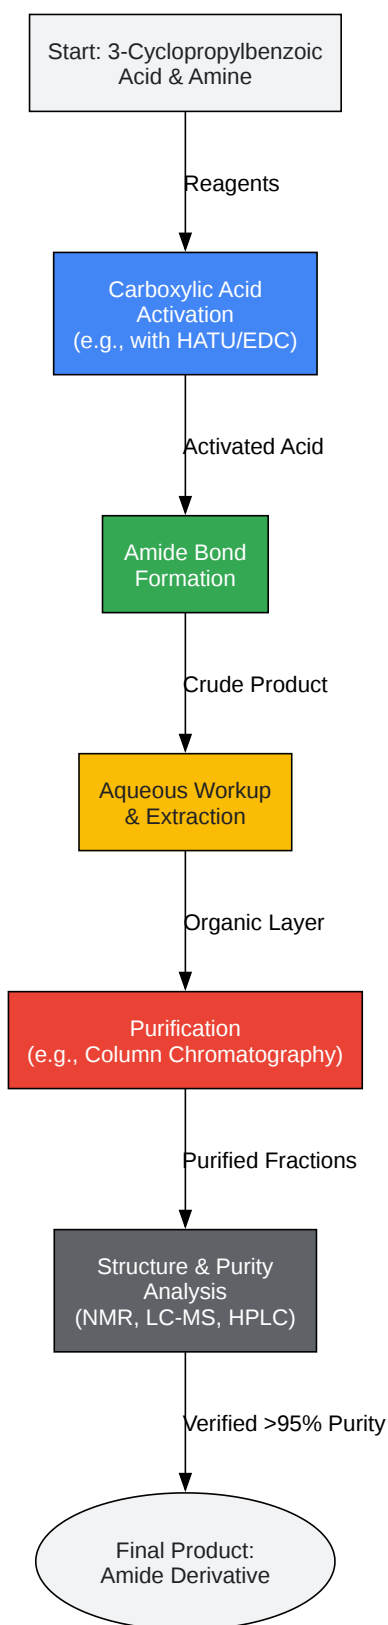 Start: 3-Cyclopropylbenzoic
Acid & Amine
Reagents
Carboxylic Acid
Activation
(e.g., with HATU/EDC)
Activated Acid
Amide Bond
Formation
Crude Product
Aqueous Workup
& Extraction
Organic Layer
Purification
(e.g., Column Chromatography)
Purified Fractions
Structure & Purity
Analysis
(NMR, LC-MS, HPLC)
Verified >95% Purity
Final Product:
Amide Derivative